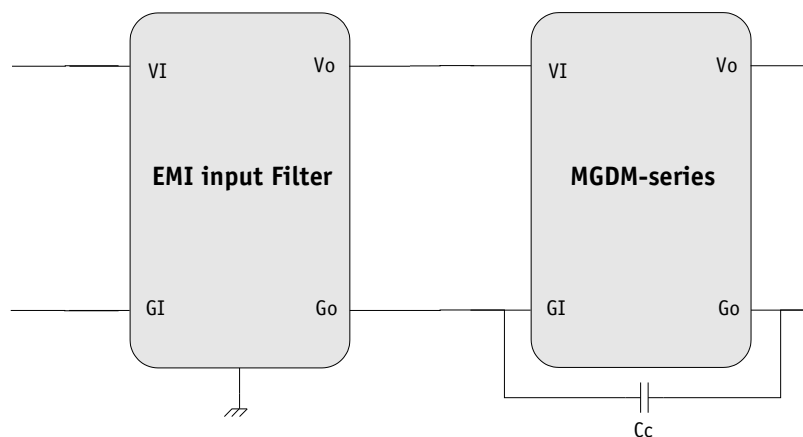 VI
Vo
VI
Vo
EMI input Filter
MGDM-series
GI
Go
GI
Go
Cc